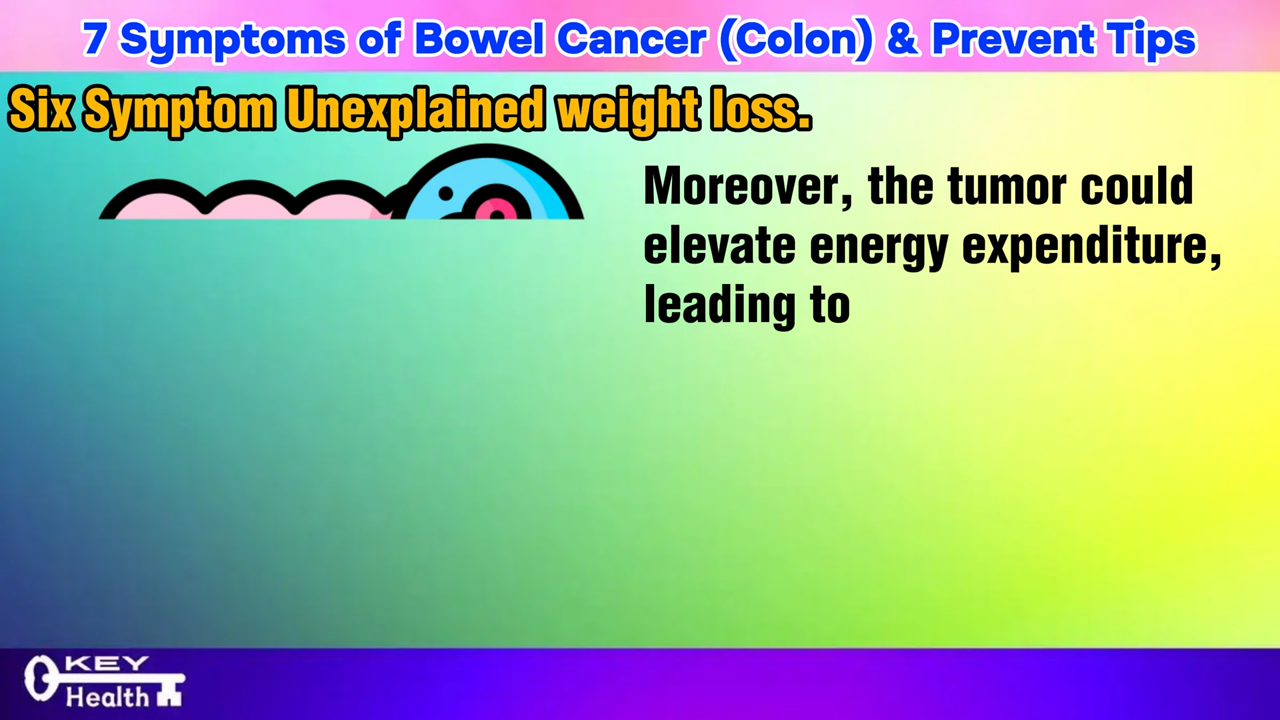 7 Symptoms of Bowel Cancer (Colon) & Prevent Tips
Six Symptom Unexplained weight loss.
Moreover, the tumor could
elevate energy expenditure,
leading to
KEY
Health